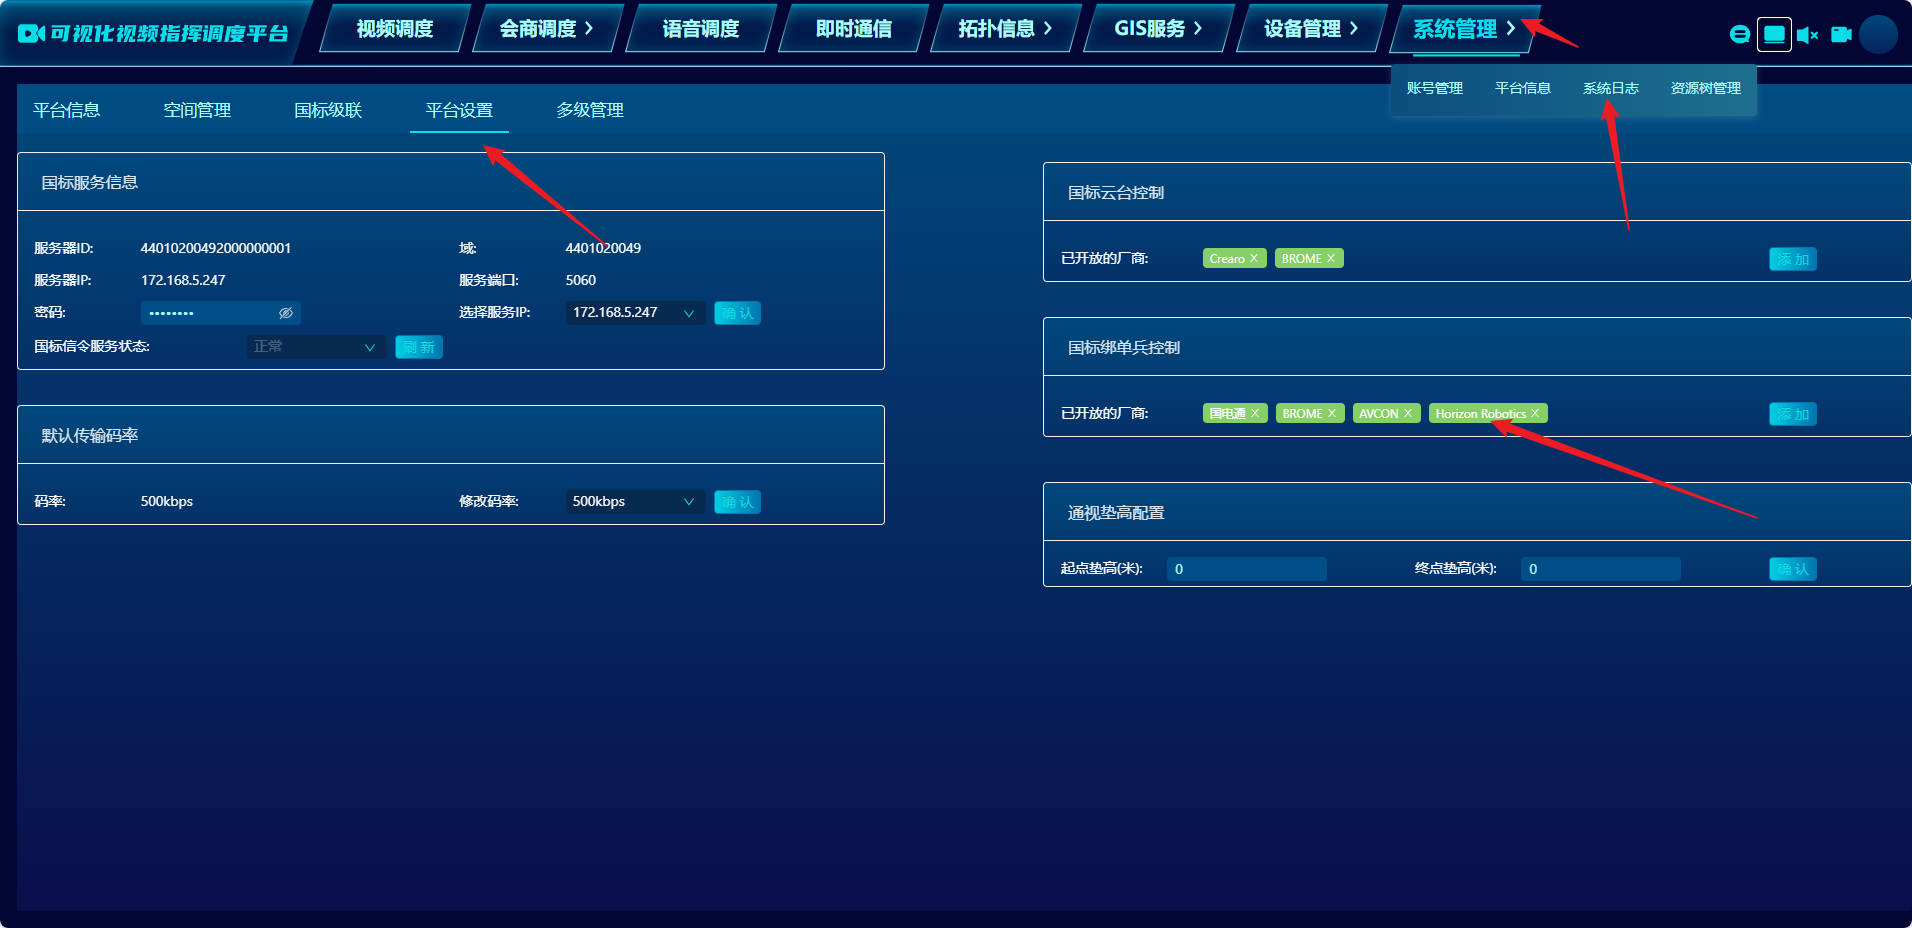 可视化视频指挥调度平台
视频调度 会商调度 语音调度 即时通信 拓扑信息 GIS服务 设备管理 系统管理
账号管理 平台信息 系统日志 资源树管理
平台信息 空间管理 国标级联 平台设置 多级管理
国标服务信息
服务器ID: 44010200492000000001 域: 4401020049
服务器IP: 172.168.5.247 服务端口: 5060
密码: •••••••• 选择服务IP: 172.168.5.247 确 认
国标信令服务状态: 正常 刷 新
默认传输码率
码率: 500kbps 修改码率: 500kbps 确 认
国标云台控制
已开放的厂商: Crearo BROME 添 加
国标绑单兵控制
已开放的厂商: 国电通 BROME AVCON Horizon Robotics 添 加
通视垫高配置
起点垫高(米): 0 终点垫高(米): 0 确 认